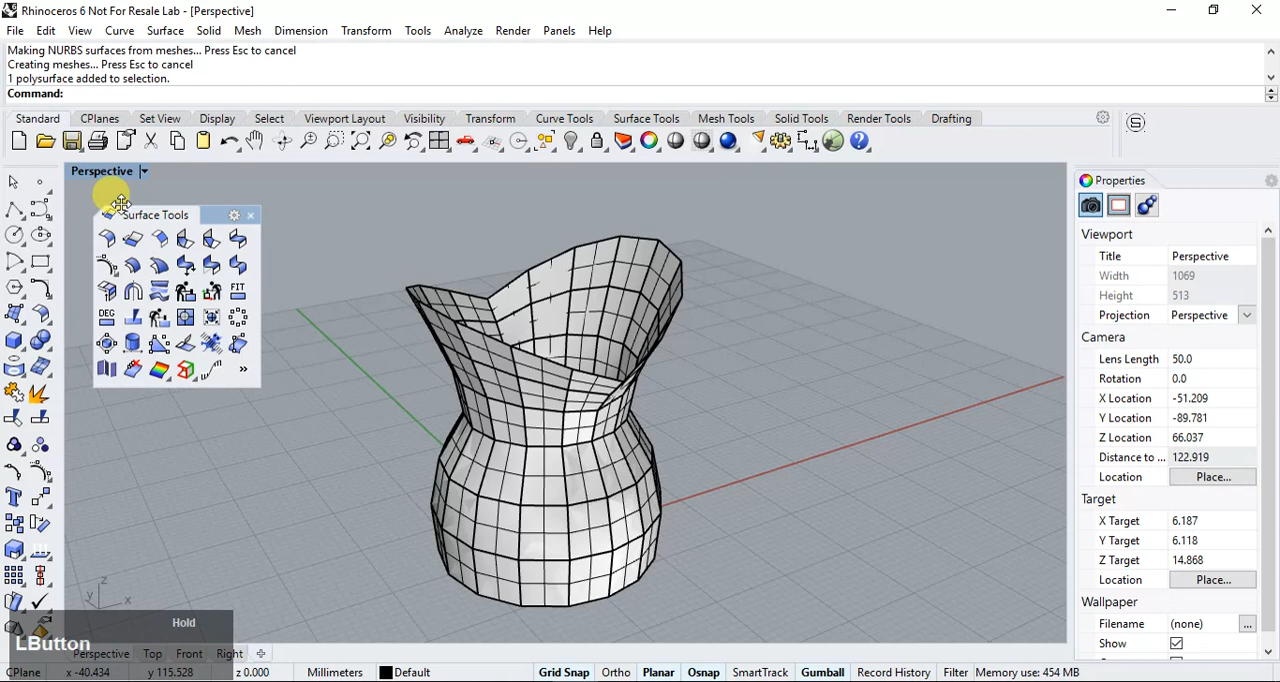 Rhinoceros 6 Not For Resale Lab - [Perspective]
File Edit View Curve Surface Solid Mesh Dimension Transform Tools Analyze Render Panels Help
Making NURBS surfaces from meshes... Press Esc to cancel
Creating meshes... Press Esc to cancel
1 polysurface added to selection.
Command:
Standard CPlanes Set View Display Select Viewport Layout Visibility Transform Curve Tools Surface Tools Mesh Tools Solid Tools Render Tools Drafting
Perspective
Surface Tools
FIT
DEG
z
y
x
Hold
LButton
Perspective Top Front Right
Properties
Viewport
Title Perspective
Width 1069
Height 513
Projection Perspective
Camera
Lens Length 50.0
Rotation 0.0
X Location -51.209
Y Location -89.781
Z Location 66.037
Distance to ... 122.919
Location Place...
Target
X Target 6.187
Y Target 6.118
Z Target 14.868
Location Place...
Wallpaper
Filename (none) ...
Show
CPlane x -40.434 y 115.528 z 0.000 Millimeters Default Grid Snap Ortho Planar Osnap SmartTrack Gumball Record History Filter Memory use: 454 MB